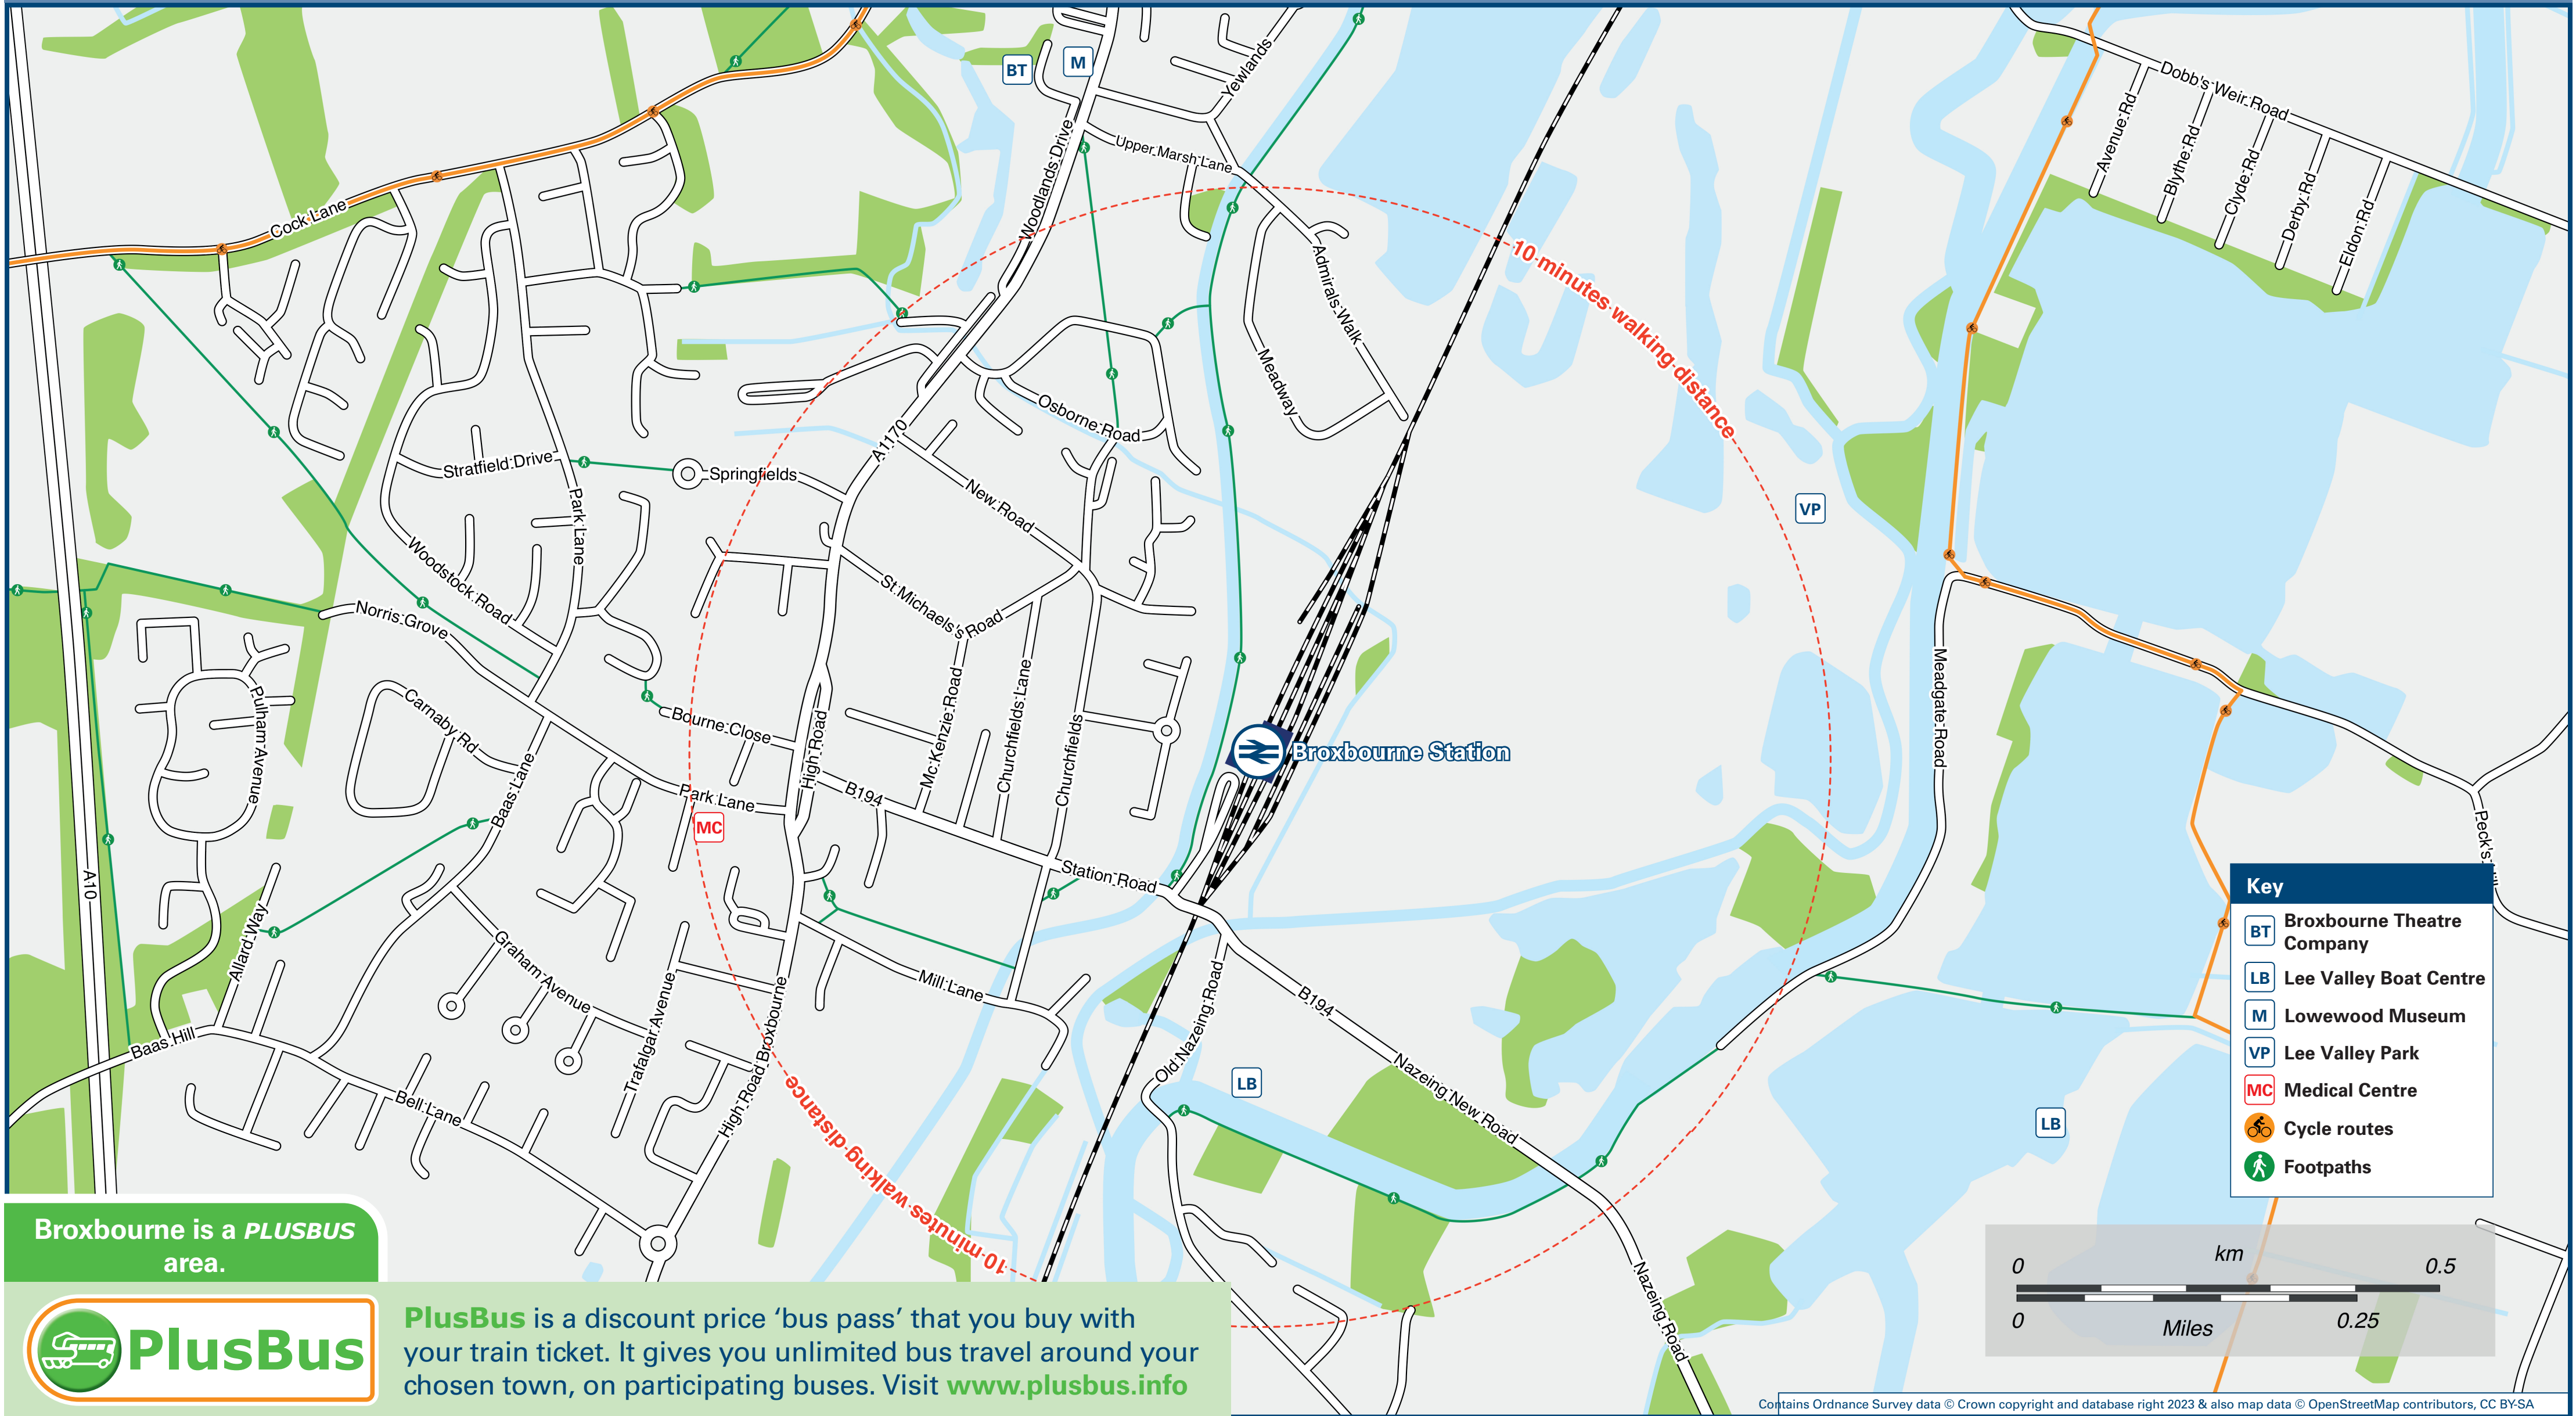 BT
M
Yewlands
Dobb's Weir Road
Avenue Rd
Blythe Rd
Clyde Rd
Derby Rd
Eldon Rd
Woodlands Drive
Upper Marsh Lane
Cock Lane
10 minutes walking distance
Admirals Walk
Meadway
Osborne Road
A1170
Stratfield Drive
Springfields
Park Lane
New Road
VP
Woodstock Road
St Michael's Road
Norris Grove
Pulham Avenue
Carnaby Rd
Baas Lane
Bourne Close
High Road
Mc Kenzie Road
Churchfields Lane
Churchfields
Broxbourne Station
Meadgate Road
Park Lane
MC
B194
Station Road
A10
Peck's
Allard Way
Graham Avenue
Trafalgar Avenue
Mill Lane
High Road Broxbourne
Baas Hill
Bell Lane
Old Nazeing Road
B194
Nazeing New Road
LB
LB
10 minutes walking distance
Nazeing Road
Key
BT Broxbourne Theatre
Company
LB Lee Valley Boat Centre
M Lowewood Museum
VP Lee Valley Park
MC Medical Centre
Cycle routes
Footpaths
0 km 0.5
0 Miles 0.25
Broxbourne is a PLUSBUS
area.
PlusBus
PlusBus is a discount price ‘bus pass’ that you buy with
your train ticket. It gives you unlimited bus travel around your
chosen town, on participating buses. Visit www.plusbus.info
Contains Ordnance Survey data © Crown copyright and database right 2023 & also map data © OpenStreetMap contributors, CC BY-SA